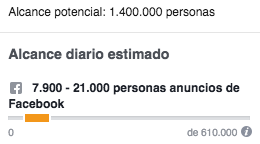 Alcance potencial: 1.400.000 personas
Alcance diario estimado
7.900 - 21.000 personas anuncios de
Facebook
0
de 610.000